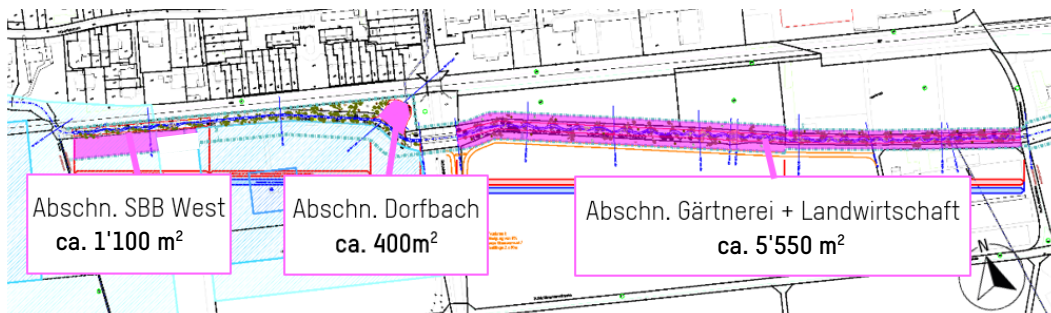 Abschn. SBB West
ca. 1'100 m²
Abschn. Dorfbach
ca. 400m²
Abschn. Gärtnerei + Landwirtschaft
ca. 5'550 m²
N